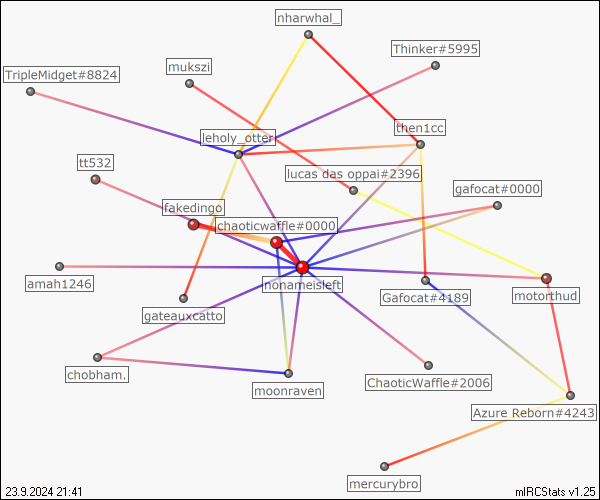 nharwhal_
Thinker#5995
mukszi
TripleMidget#8824
then1cc
leholy_otter
tt532
lucas das oppai#2396
gafocat#0000
fakedingo
chaoticwaffle#0000
amah1246
nonameisleft
Gafocat#4189
motorthud
gateauxcatto
chobham.
moonraven
ChaoticWaffle#2006
Azure Reborn#4243
mercurybro
23.9.2024 21:41
mIRCStats v1.25